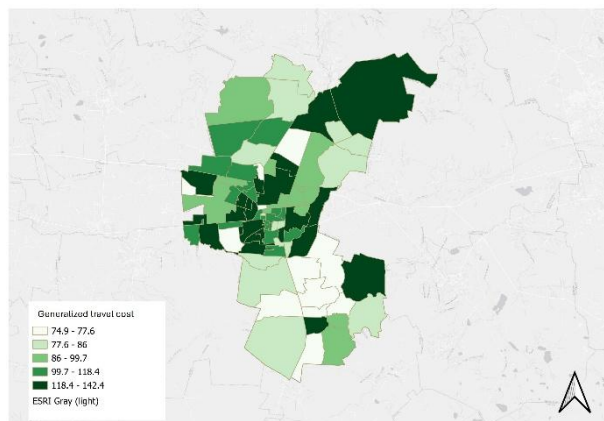 Generalized travel cost
74.9 - 77.6
77.6 - 86
86 - 99.7
99.7 - 118.4
118.4 - 142.4
ESRI Gray (light)